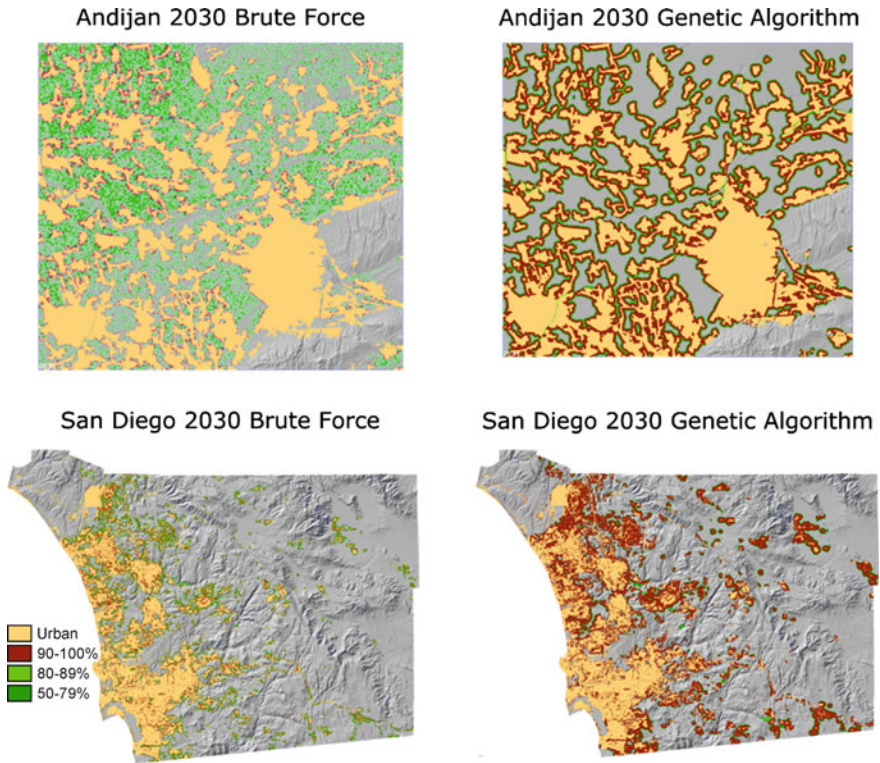 Andijan 2030 Brute Force
Andijan 2030 Genetic Algorithm
San Diego 2030 Brute Force
San Diego 2030 Genetic Algorithm
Urban
90-100%
80-89%
50-79%